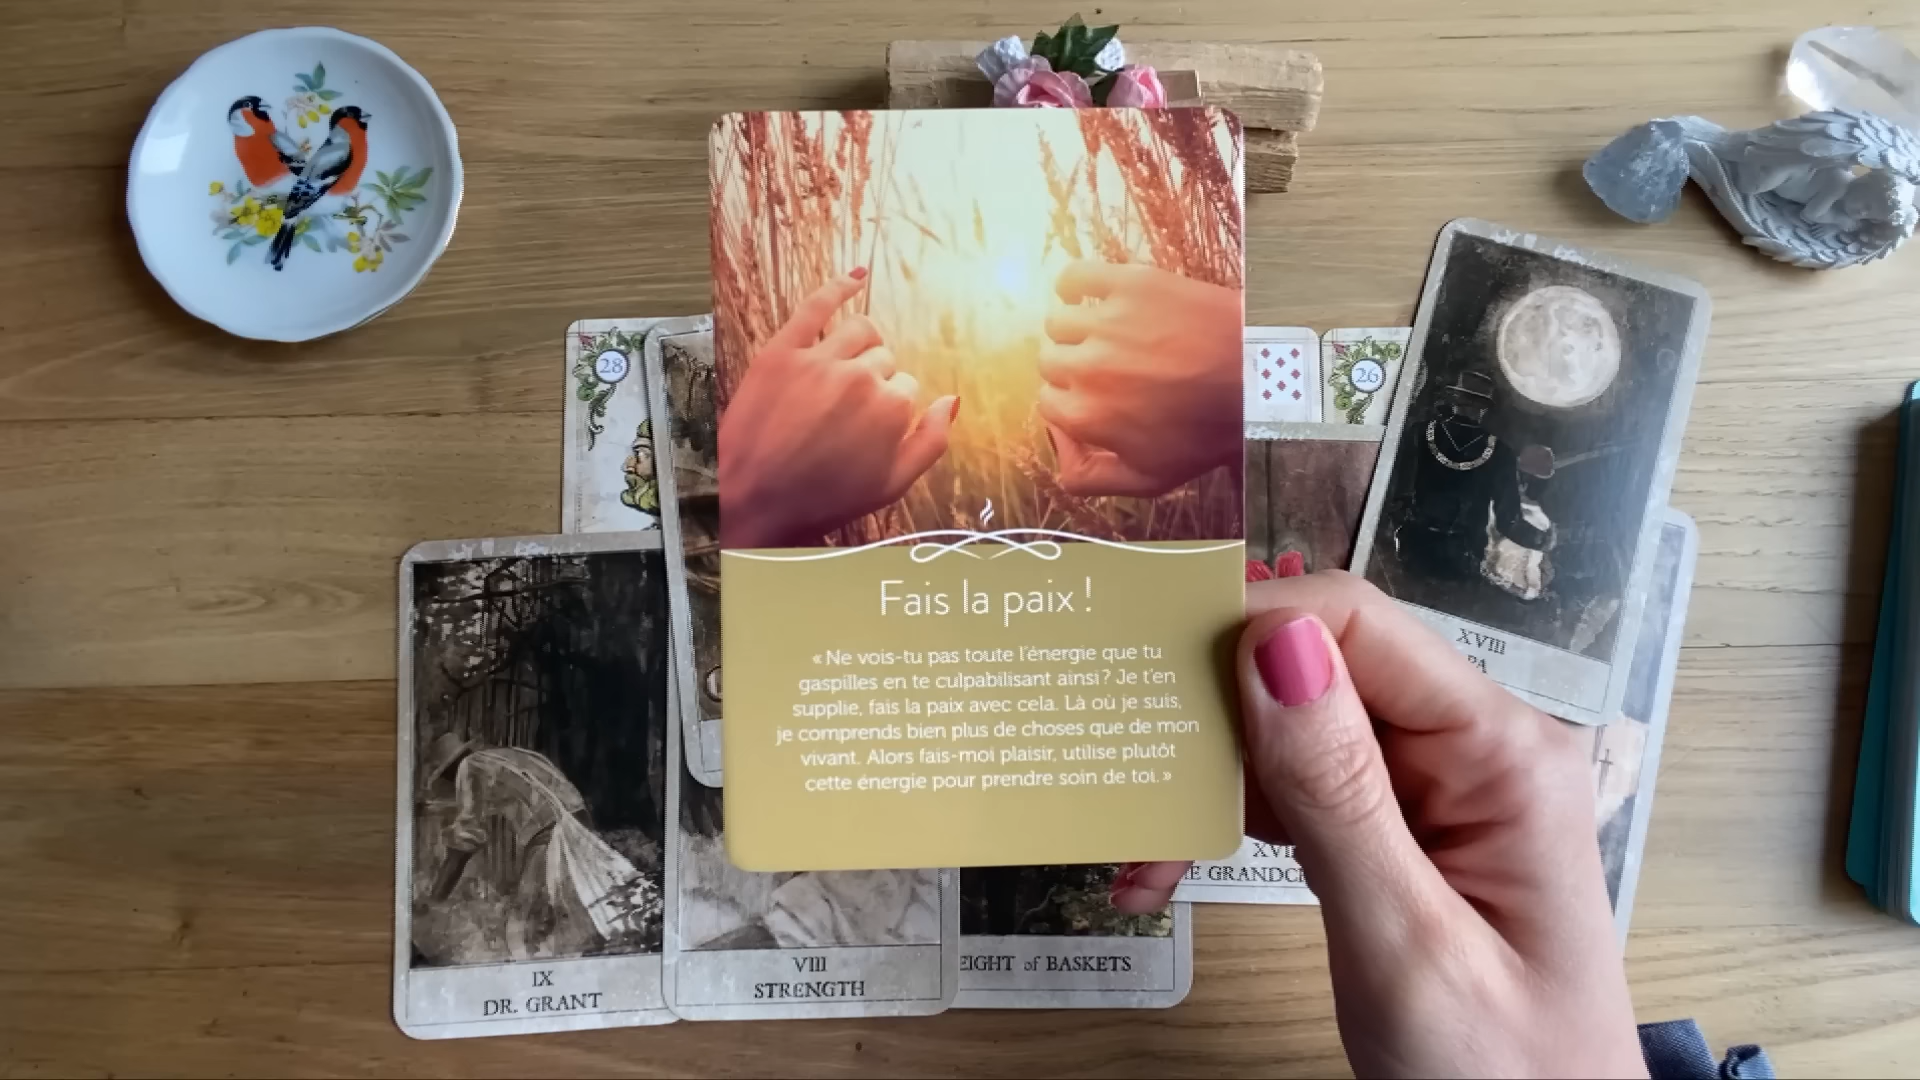 28
26
Fais la paix !
« Ne vois-tu pas toute l'énergie que tu
gaspilles en te culpabilisant ainsi ? Je t'en
supplie, fais la paix avec cela. Là où je suis,
je comprends bien plus de choses que de mon
vivant. Alors fais-moi plaisir, utilise plutôt
cette énergie pour prendre soin de toi. »
XVIII
PA
IX
DR. GRANT
VIII
STRENGTH
EIGHT of BASKETS
XVI
E GRANDC